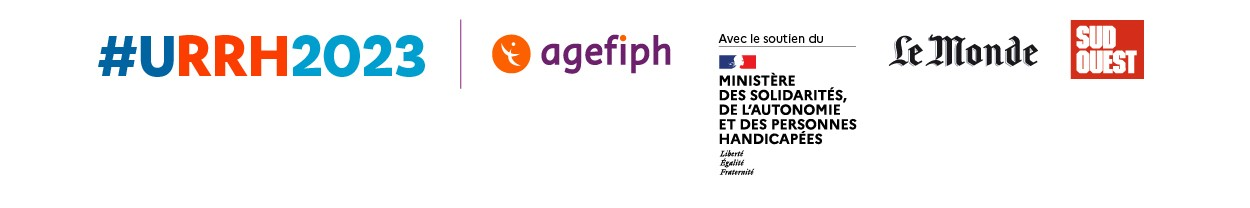 #URRH2023
agefiph
Avec le soutien du
MINISTÈRE
DES SOLIDARITÉS,
DE L'AUTONOMIE
ET DES PERSONNES
HANDICAPÉES
Liberté
Égalité
Fraternité
Le Monde
SUD
OUEST